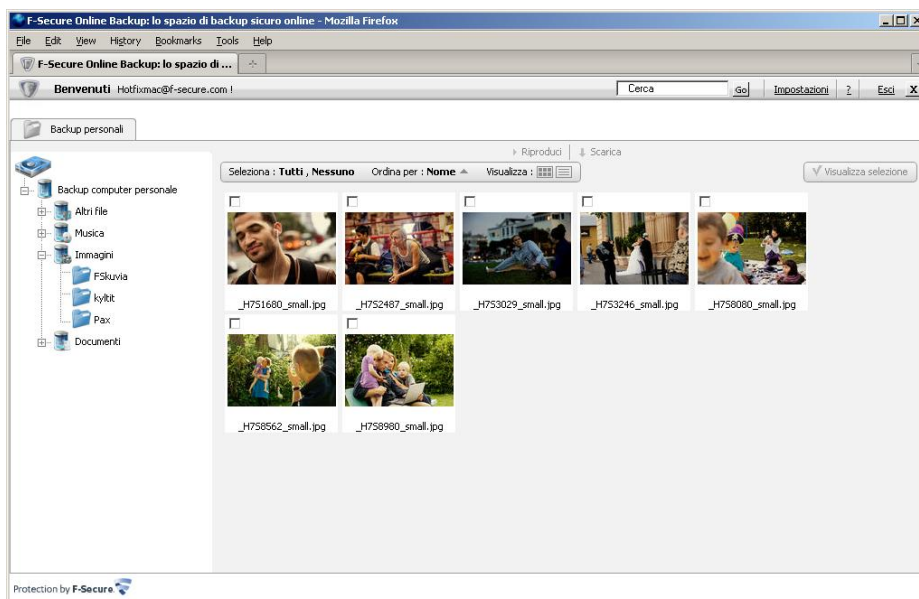 F-Secure Online Backup: lo spazio di backup sicuro online - Mozilla Firefox
File Edit View History Bookmarks Tools Help
F-Secure Online Backup: lo spazio di ...
Benvenuti Hotfixmac@f-secure.com !
Cerca Go Impostazioni ? Esci X
Backup personali
Riproduci Scarica
Seleziona : Tutti , Nessuno Ordina per : Nome Visualizza : Visualizza selezione
Backup computer personale
Altri file
Musica
Immagini
FSkuvia
kyltit
Pax
Documenti
_H7S1680_small.jpg _H7S2487_small.jpg _H7S3029_small.jpg _H7S3246_small.jpg _H7S8080_small.jpg
_H7S8562_small.jpg _H7S8980_small.jpg
Protection by F-Secure